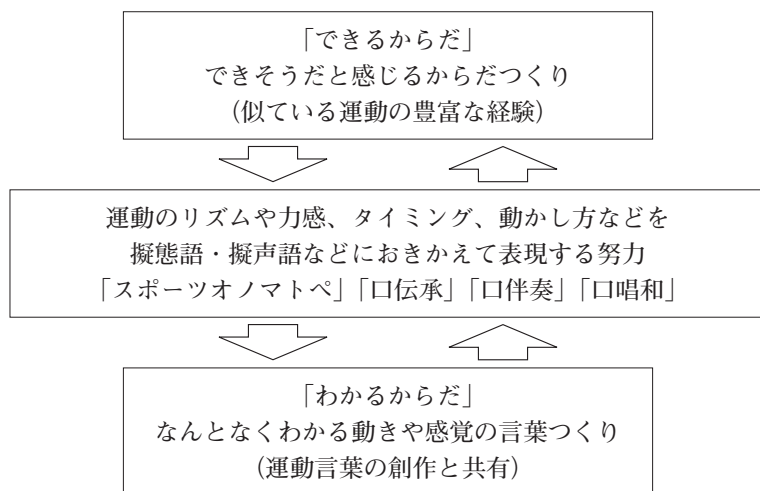 「できるからだ」
できそうだと感じるからだつくり
（似ている運動の豊富な経験）
運動のリズムや力感、タイミング、動かし方などを
擬態語・擬声語などにおきかえて表現する努力
「スポーツオノマトペ」「口伝承」「口伴奏」「口唱和」
「わかるからだ」
なんとなくわかる動きや感覚の言葉つくり
（運動言葉の創作と共有）